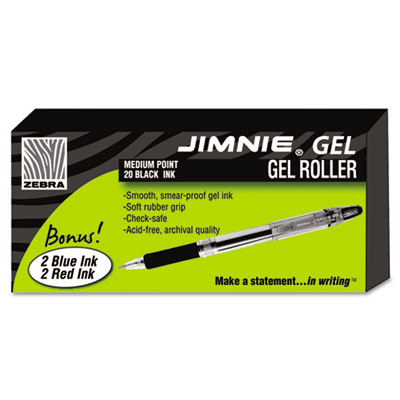 ZEBRA
JIMNIE® GEL
GEL ROLLER
MEDIUM POINT
20 BLACK INK
-Smooth, smear-proof gel ink
-Soft rubber grip
-Check-safe
-Acid-free, archival quality
Bonus!
2 Blue Ink
2 Red Ink
Make a statement...in writing™